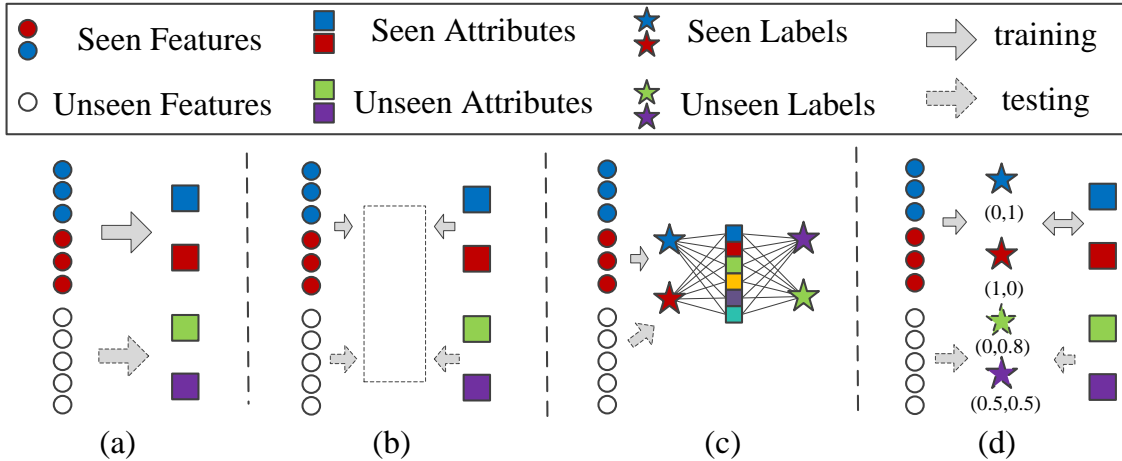 Seen Features Seen Attributes Seen Labels training
Unseen Features Unseen Attributes Unseen Labels testing
(0,1)
(1,0)
(0,0.8)
(0.5,0.5)
(a) (b) (c) (d)